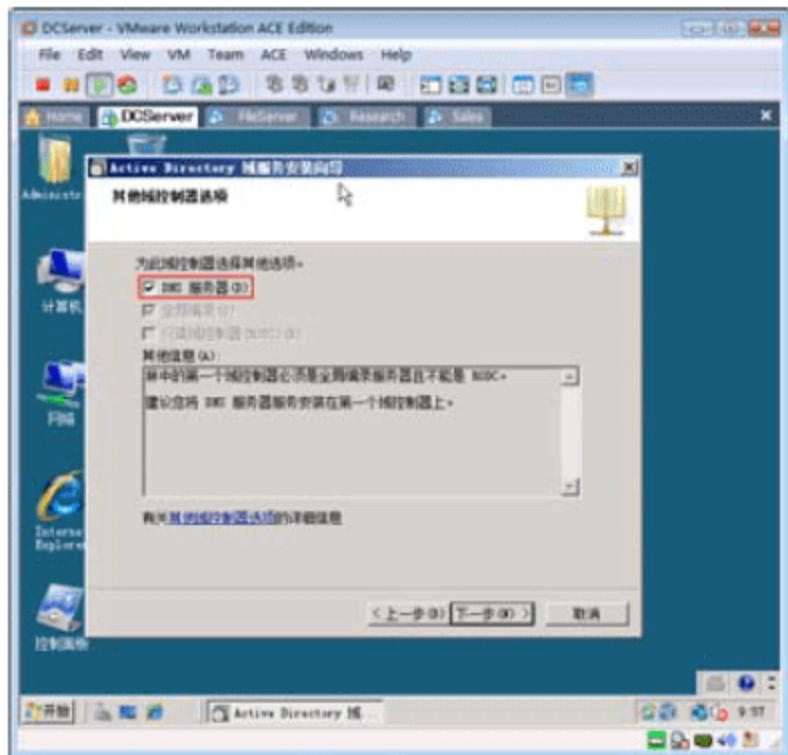 DCServer - VMware Workstation ACE Edition
File Edit View VM Team ACE Windows Help
Home DCServer FileServer Research Sales
Active Directory 域服务安装向导
Administr
其他域控制器选项
为此域控制器选择其他选项。
DNS 服务器(D)
计算机
全局编录(G)
只读域控制器(RODC)(R)
其他信息(A):
林中的第一个域控制器必须是全局编录服务器且不能是 RODC。
建议您将 DNS 服务器服务安装在第一个域控制器上。
网络
有关其他域控制器选项的详细信息
Interne
Explorer
<上一步(B) 下一步(N) > 取消
控制面板
开始 Active Directory 域... 9:57